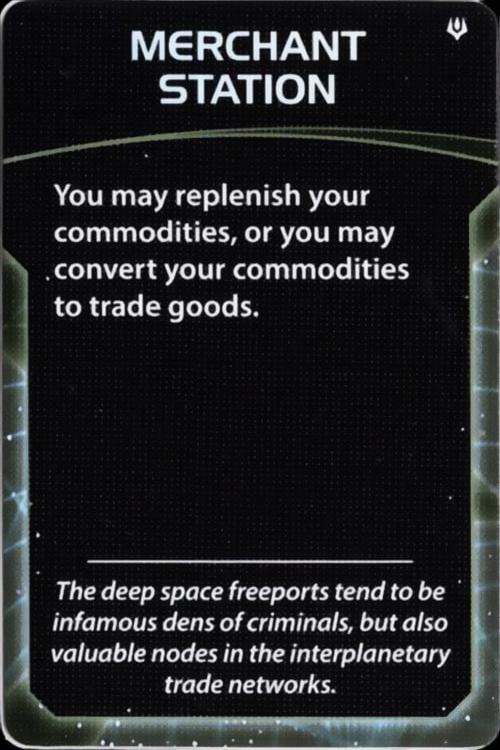 MERCHANT
STATION
You may replenish your
commodities, or you may
convert your commodities
to trade goods.
The deep space freeports tend to be
infamous dens of criminals, but also
valuable nodes in the interplanetary
trade networks.